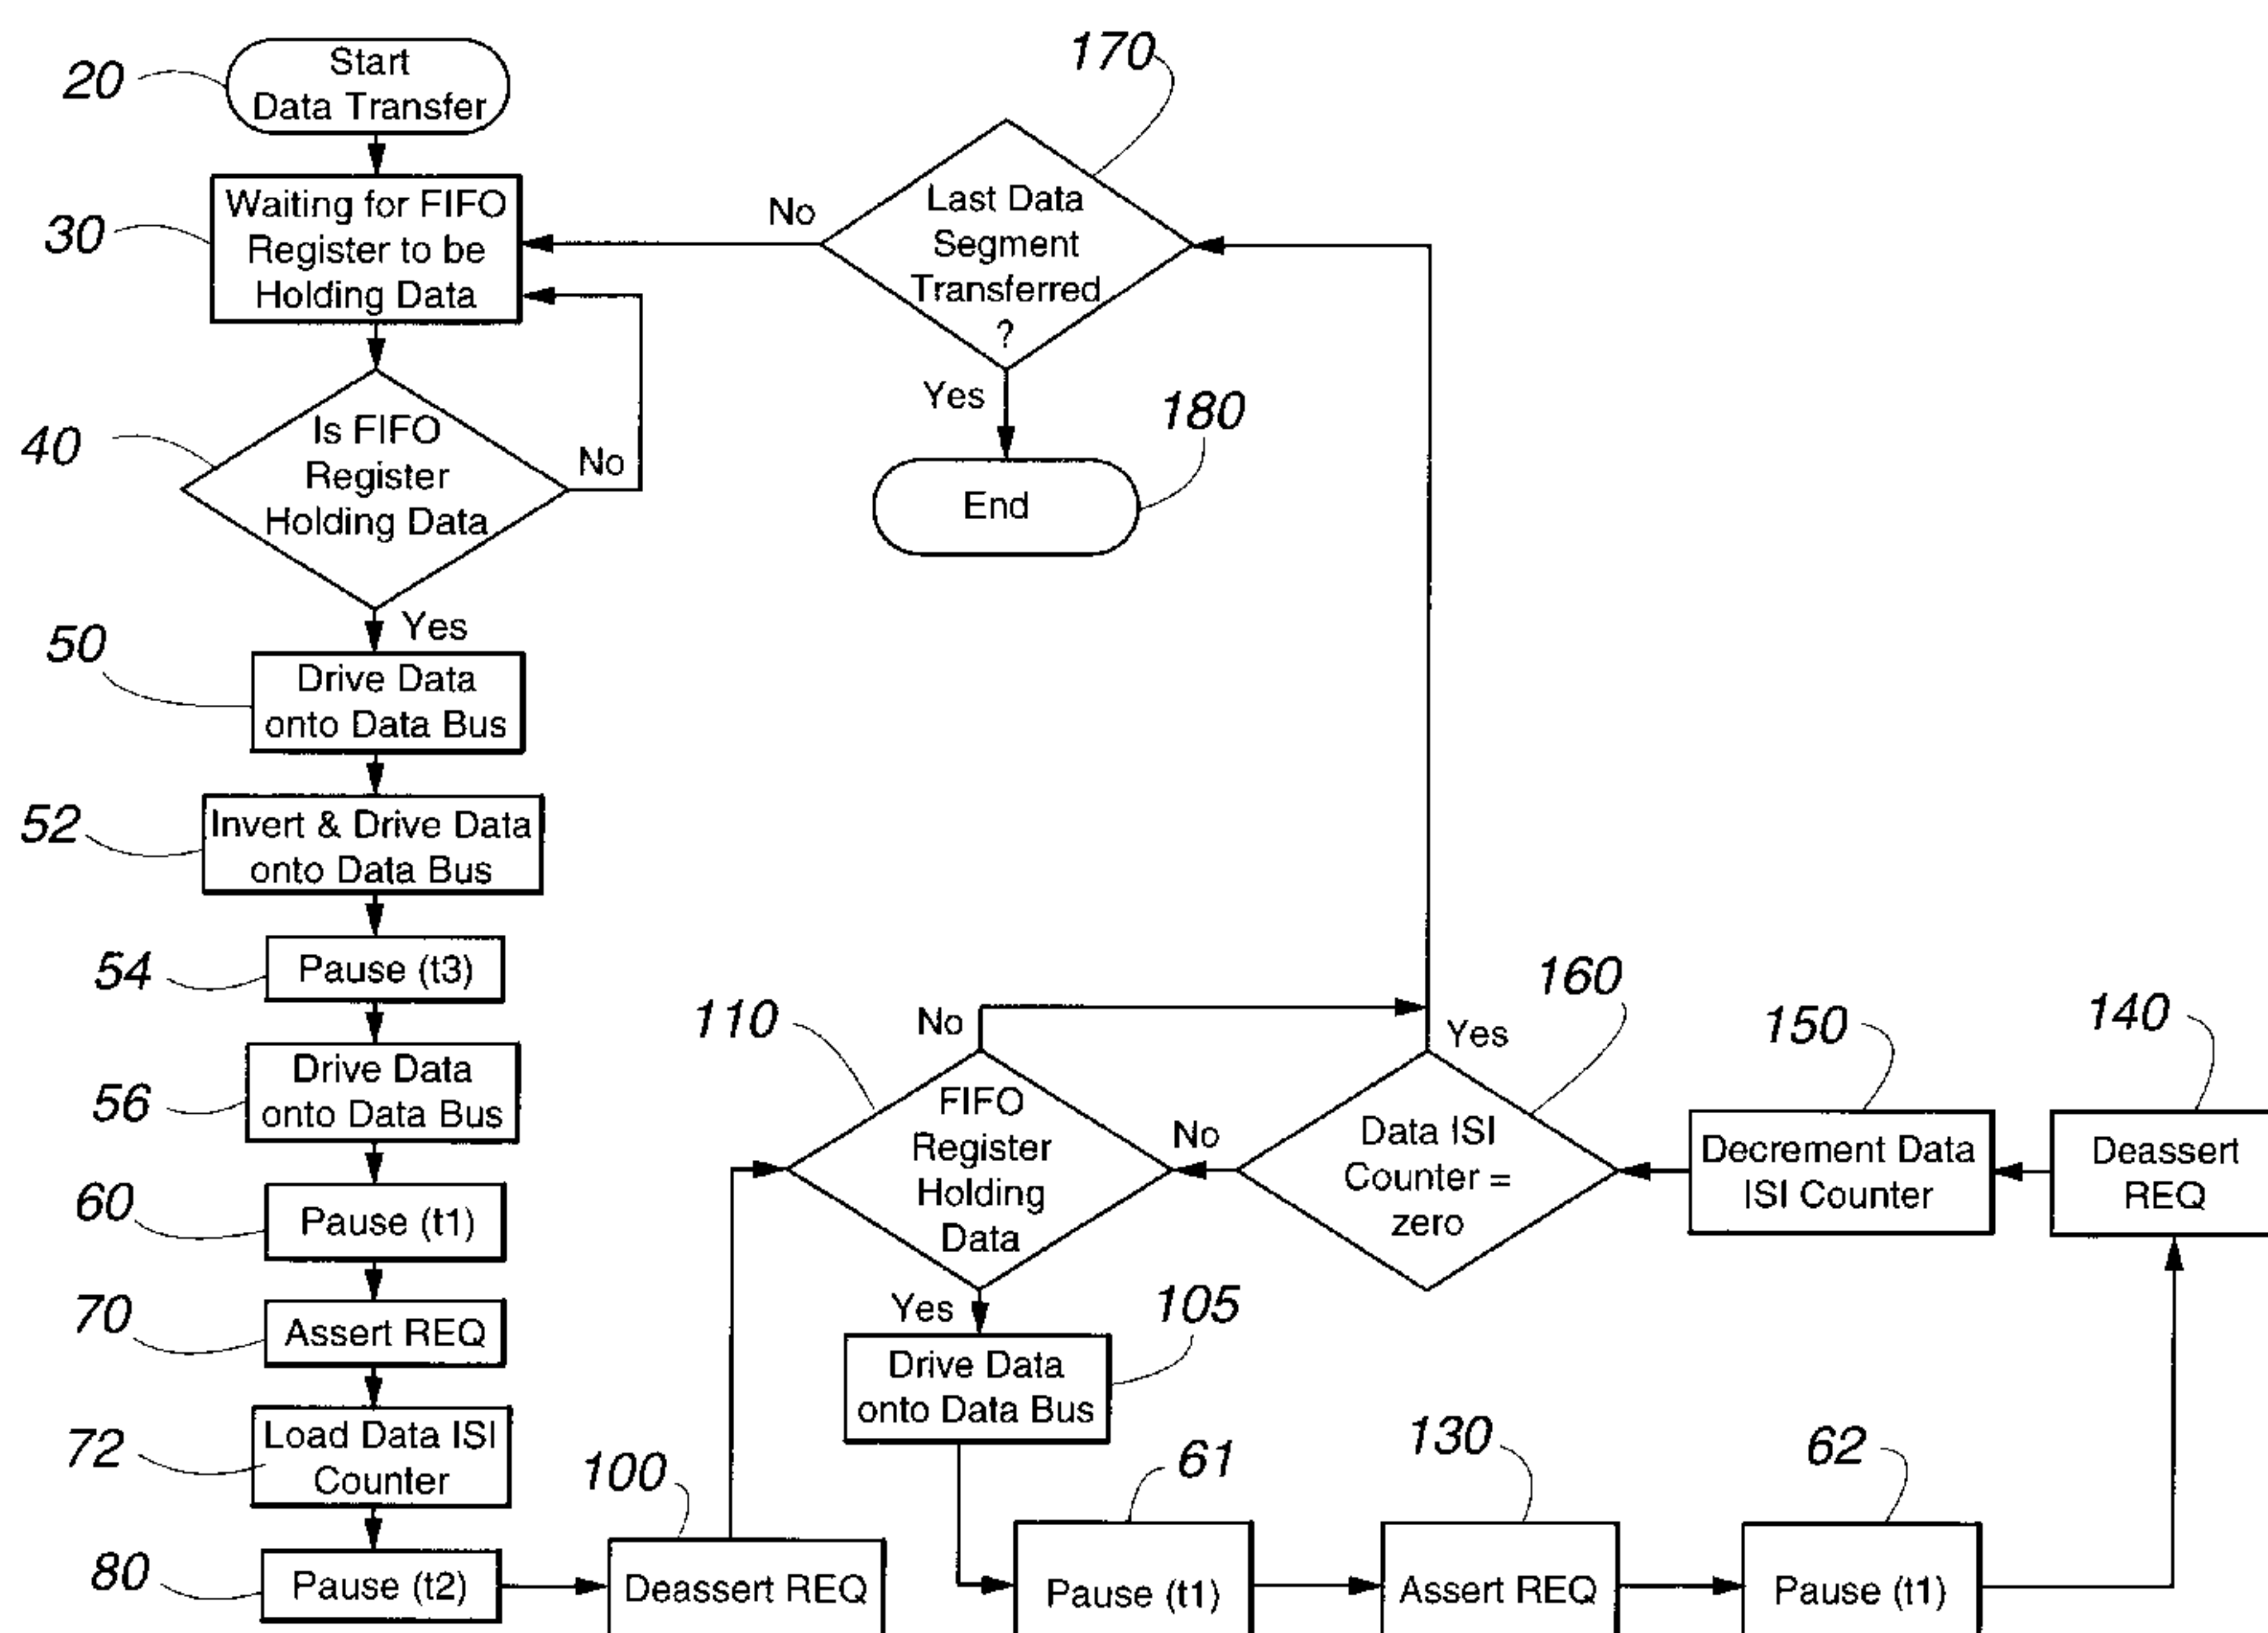 20
Start
Data Transfer
30
Waiting for FIFO
Register to be
Holding Data
40
Is FIFO
Register
Holding Data
No
Yes
50
Drive Data
onto Data Bus
52
Invert & Drive Data
onto Data Bus
54
Pause (t3)
56
Drive Data
onto Data Bus
60
Pause (t1)
70
Assert REQ
72
Load Data ISI
Counter
80
Pause (t2)
100
Deassert REQ
110
FIFO
Register
Holding
Data
No
Yes
105
Drive Data
onto Data Bus
61
Pause (t1)
130
Assert REQ
62
Pause (t1)
140
Deassert
REQ
150
Decrement Data
ISI Counter
160
Data ISI
Counter =
zero
No
Yes
170
Last Data
Segment
Transferred
?
No
Yes
180
End